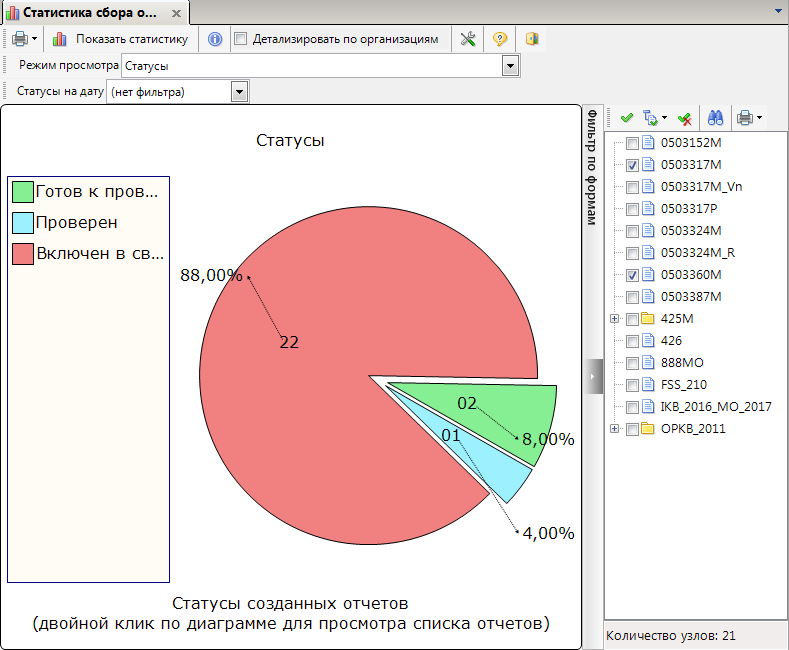 Статистика сбора о...
Показать статистику
Детализировать по организациям
Режим просмотра
Статусы
Статусы на дату
(нет фильтра)
Статусы
Готов к пров...
Проверен
Включен в св...
88,00%
22
02
8,00%
01
4,00%
Статусы созданных отчетов
(двойной клик по диаграмме для просмотра списка отчетов)
Фильтр по формам
0503152M
0503317M
0503317M_Vn
0503317P
0503324M
0503324M_R
0503360M
0503387M
425M
426
888MO
FSS_210
IKB_2016_MO_2017
OPKB_2011
Количество узлов: 21